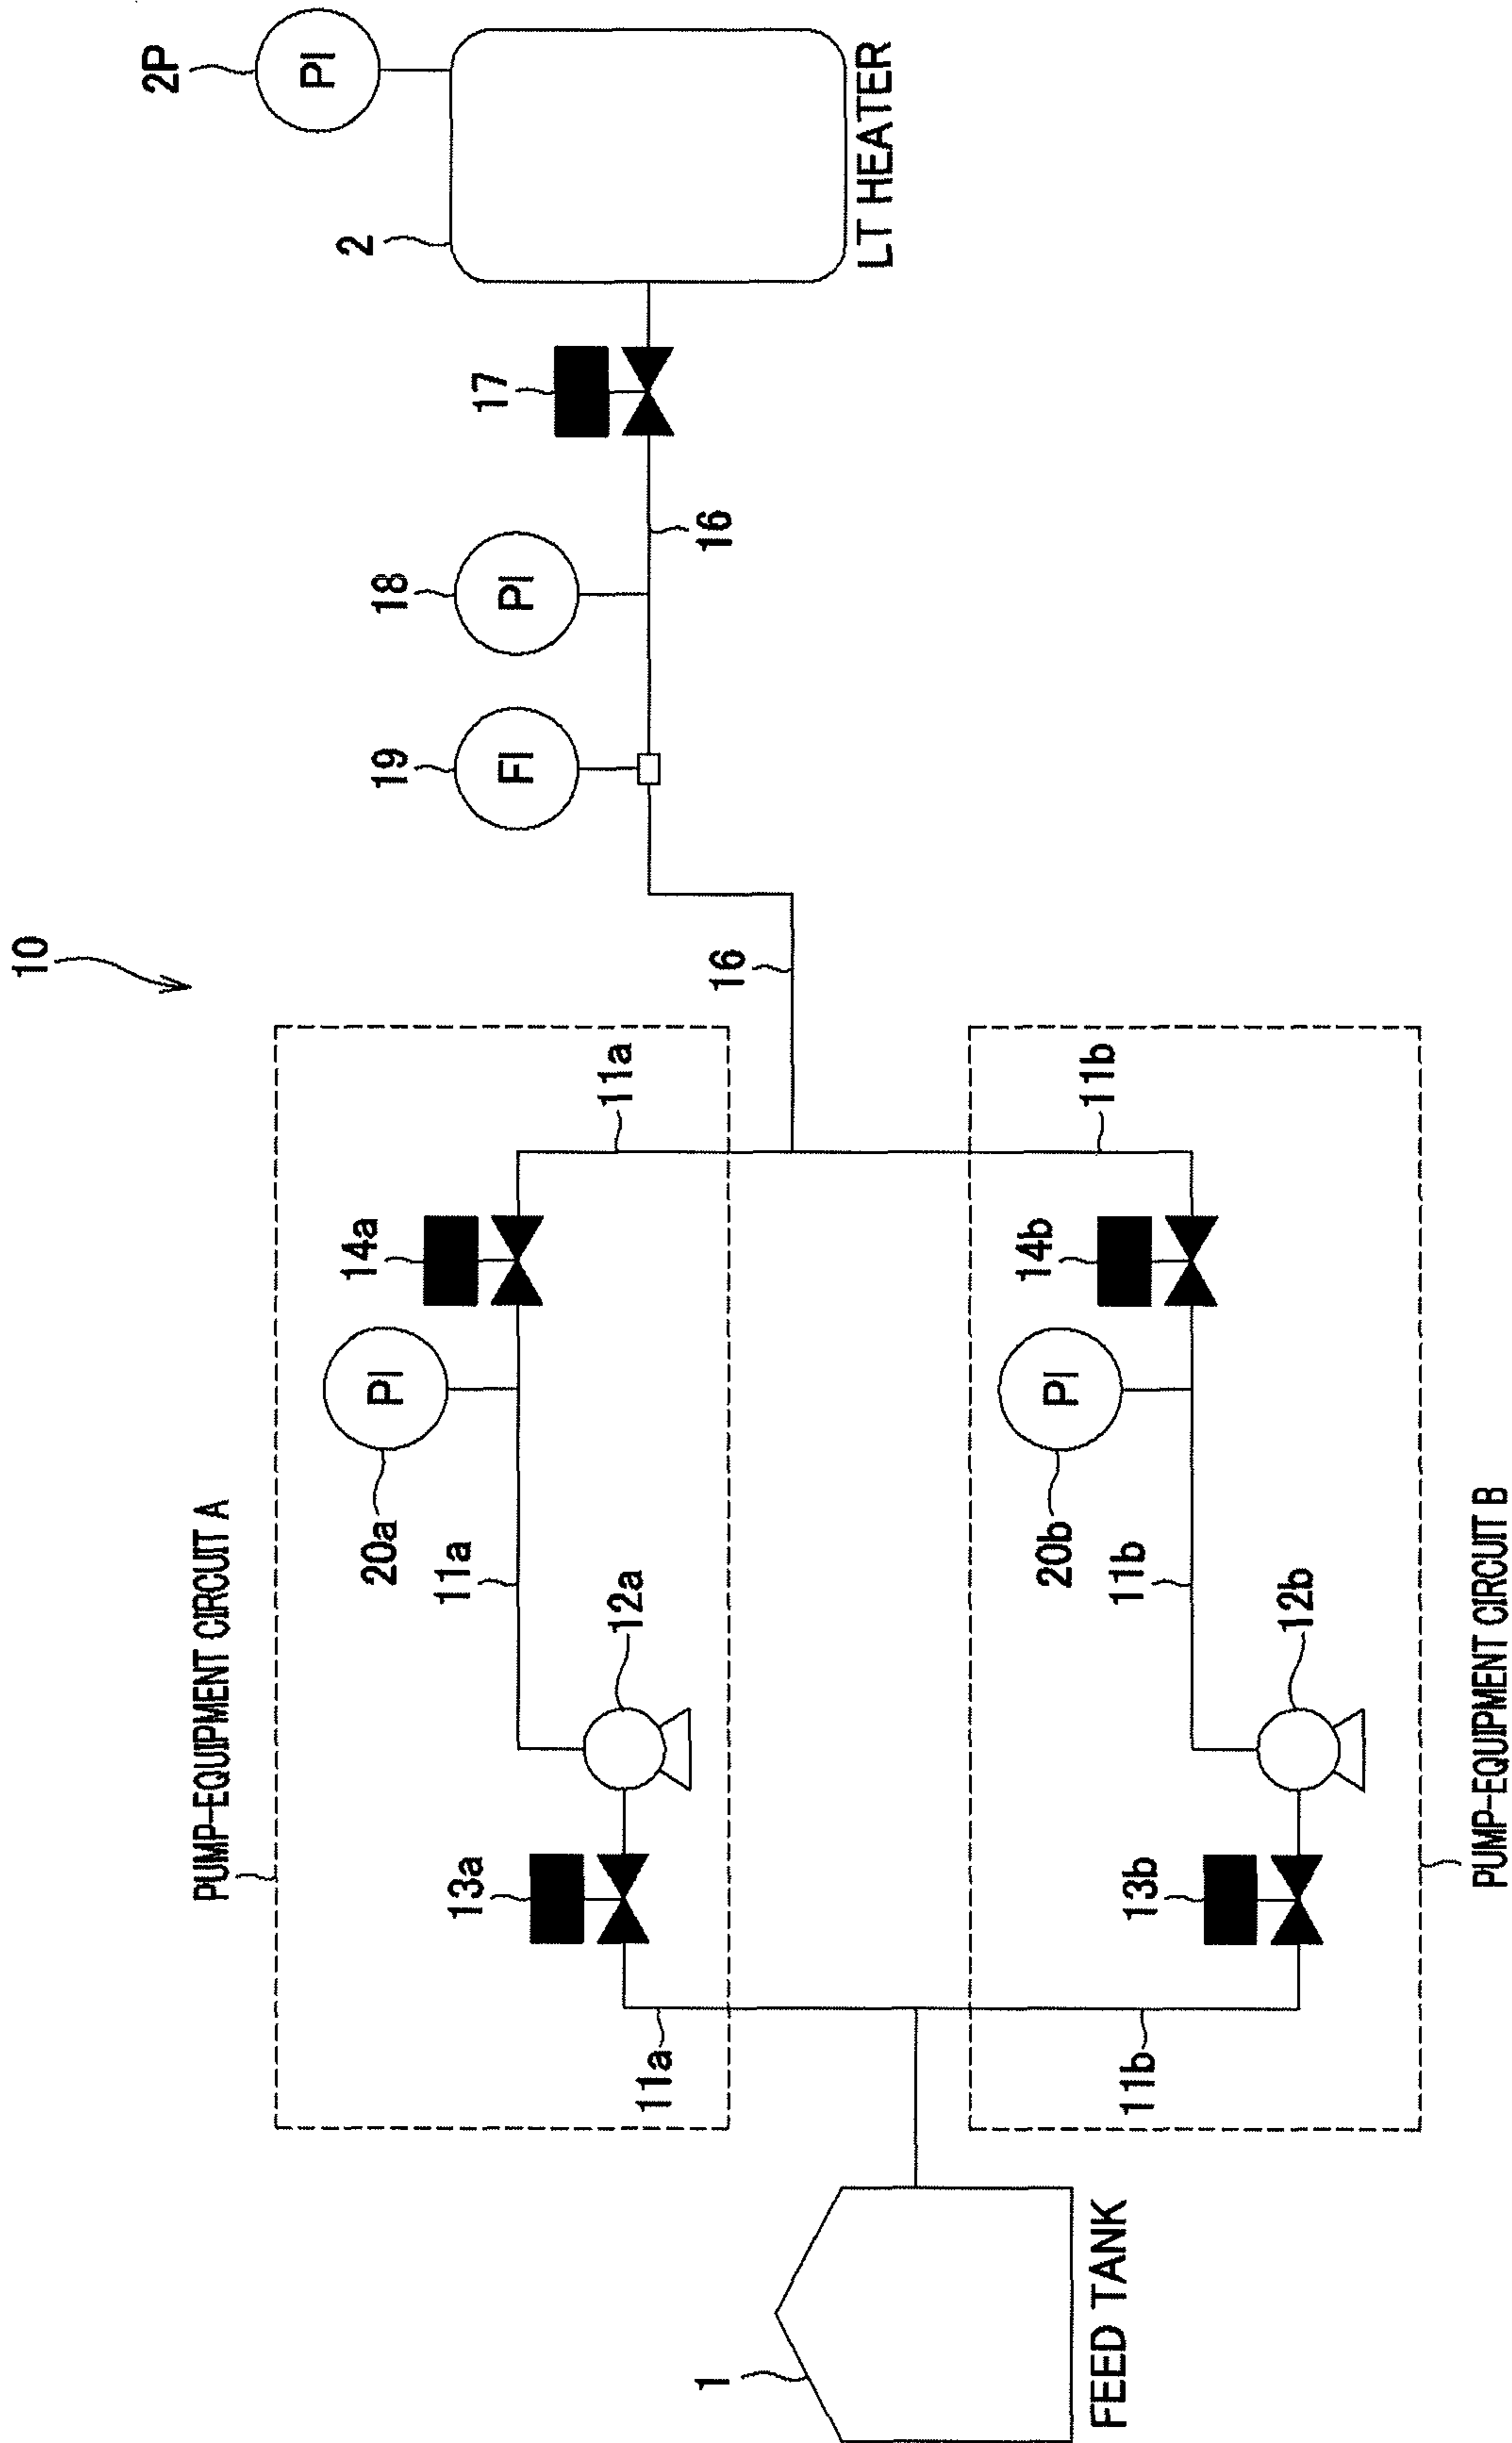 10
PUMP-EQUIPMENT CIRCUIT A
2P
PI
20a
PI
14a
13a
11a
12a
11a
11a
19
FI
18
PI
17
2
16
16
LT HEATER
1
FEED TANK
20b
PI
14b
13b
11b
12b
11b
11b
PUMP-EQUIPMENT CIRCUIT B